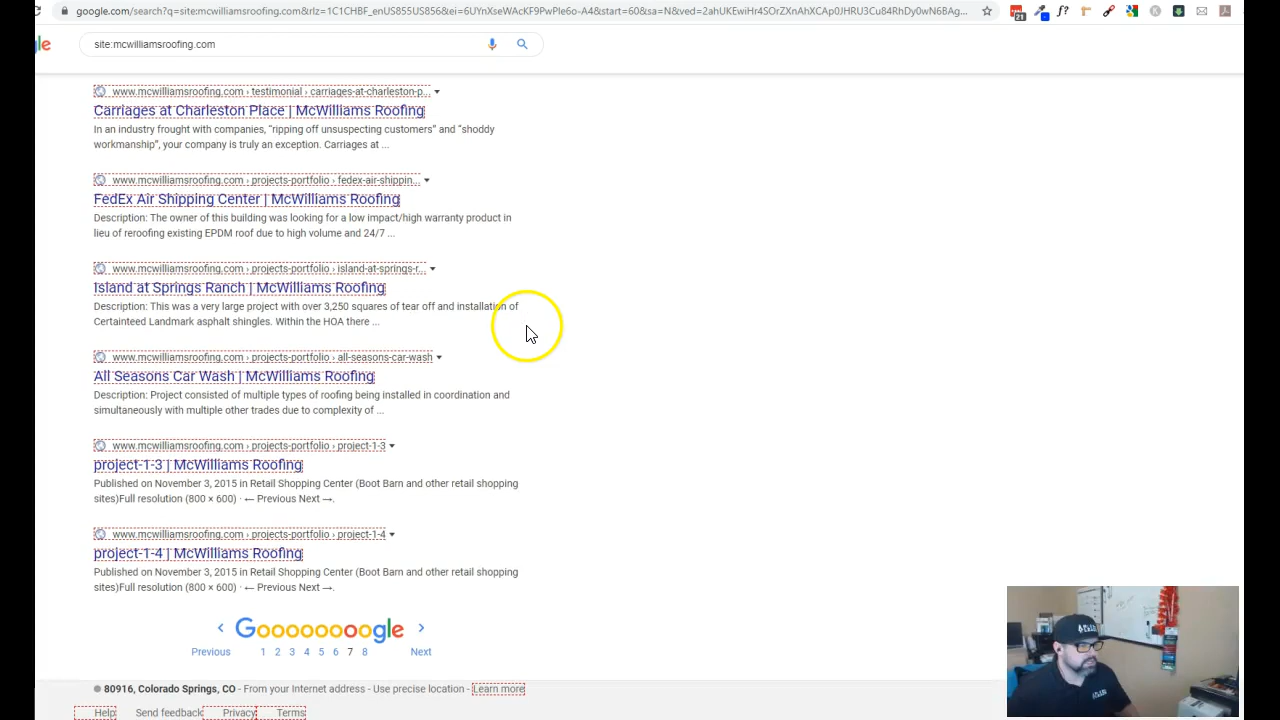 google.com/search?q=site:mcwilliamsroofing.com&rlz=1C1CHBF_enUS855US856&ei=6UYnXseWAcKF9PwPle6o-A4&start=60&sa=N&ved=2ahUKEwiHr4SOrZXnAhXCAp0JHRU3Cu84RhDy0wN6BAg...
21
f?
K
gle
site:mcwilliamsroofing.com
www.mcwilliamsroofing.com › testimonial › carriages-at-charleston-p...
Carriages at Charleston Place | McWilliams Roofing
In an industry frought with companies, “ripping off unsuspecting customers” and “shoddy
workmanship”, your company is truly an exception. Carriages at ...
www.mcwilliamsroofing.com › projects-portfolio › fedex-air-shippin...
FedEx Air Shipping Center | McWilliams Roofing
Description: The owner of this building was looking for a low impact/high warranty product in
lieu of reroofing existing EPDM roof due to high volume and 24/7 ...
www.mcwilliamsroofing.com › projects-portfolio › island-at-springs-r...
Island at Springs Ranch | McWilliams Roofing
Description: This was a very large project with over 3,250 squares of tear off and installation of
Certainteed Landmark asphalt shingles. Within the HOA there ...
www.mcwilliamsroofing.com › projects-portfolio › all-seasons-car-wash
All Seasons Car Wash | McWilliams Roofing
Description: Project consisted of multiple types of roofing being installed in coordination and
simultaneously with multiple other trades due to complexity of ...
www.mcwilliamsroofing.com › projects-portfolio › project-1-3
project-1-3 | McWilliams Roofing
Published on November 3, 2015 in Retail Shopping Center (Boot Barn and other retail shopping
sites)Full resolution (800 × 600) · ← Previous Next →.
www.mcwilliamsroofing.com › projects-portfolio › project-1-4
project-1-4 | McWilliams Roofing
Published on November 3, 2015 in Retail Shopping Center (Boot Barn and other retail shopping
sites)Full resolution (800 × 600) · ← Previous Next →.
Goooooooogle
Previous 1 2 3 4 5 6 7 8 Next
80916, Colorado Springs, CO - From your Internet address - Use precise location - Learn more
Help Send feedback Privacy Terms